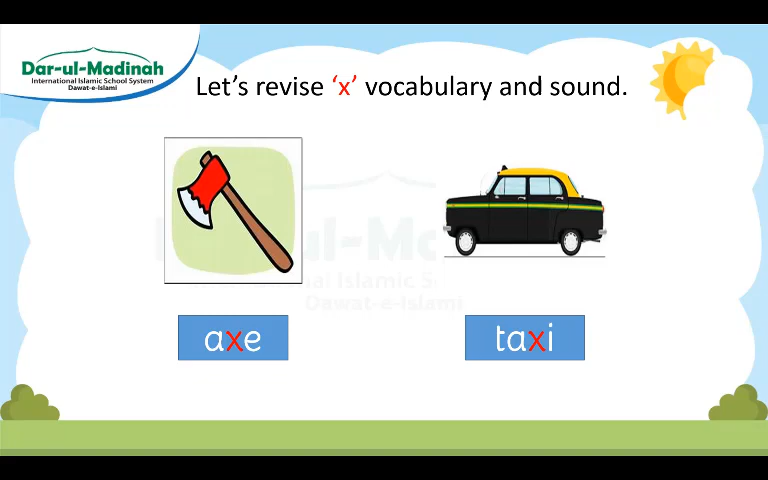 Dar-ul-Madinah
International Islamic School System
Dawat-e-Islami
Let's revise ‘x’ vocabulary and sound.
axe
taxi